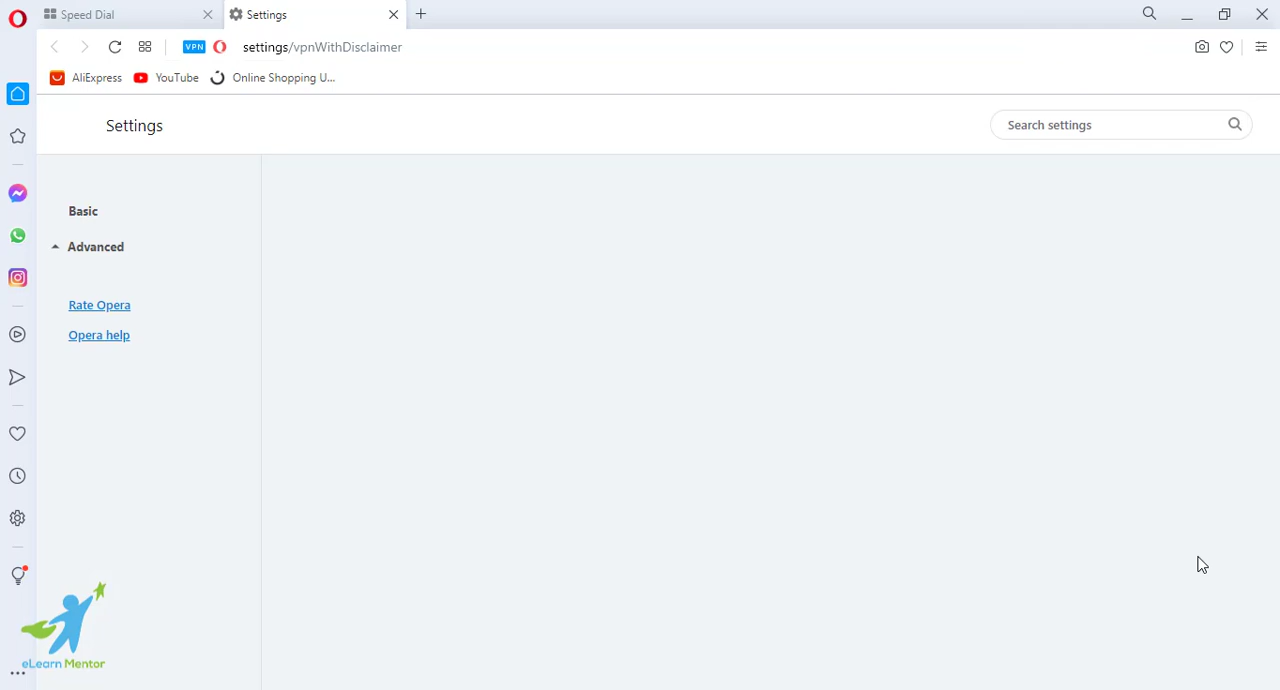 Speed Dial
Settings
VPN
settings/vpnWithDisclaimer
AliExpress
YouTube
Online Shopping U...
Settings
Search settings
Basic
Advanced
Rate Opera
Opera help
eLearn Mentor